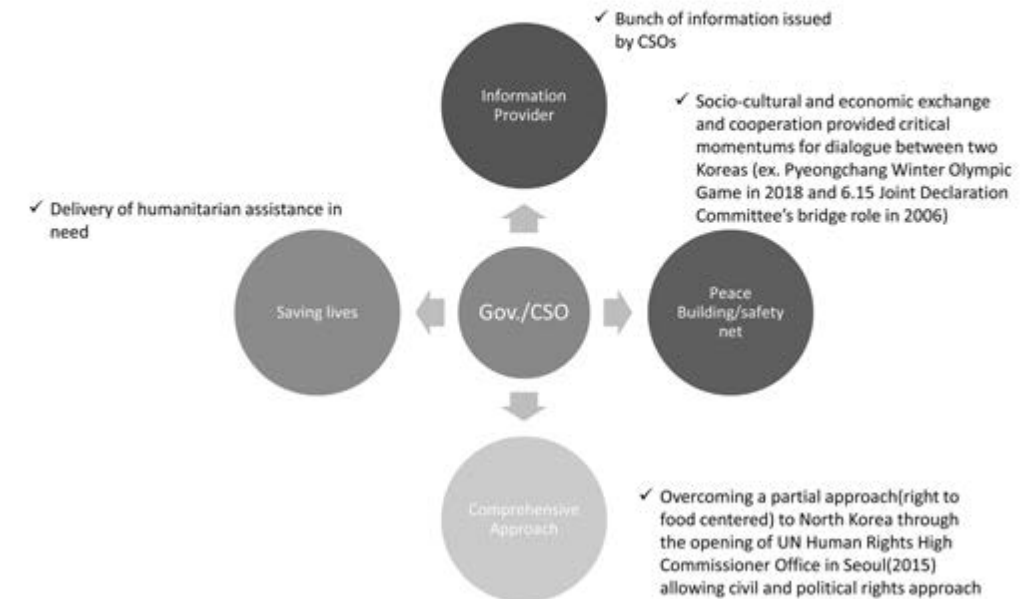 ✓ Bunch of information issued
by CSOs
Information
Provider
✓ Socio-cultural and economic exchange
and cooperation provided critical
momentums for dialogue between two
Koreas (ex. Pyeongchang Winter Olympic
Game in 2018 and 6.15 Joint Declaration
Committee's bridge role in 2006)
✓ Delivery of humanitarian assistance in
need
Saving lives
Gov./CSO
Peace
Building/safety
net
Comprehensive
Approach
✓ Overcoming a partial approach(right to
food centered) to North Korea through
the opening of UN Human Rights High
Commissioner Office in Seoul(2015)
allowing civil and political rights approach